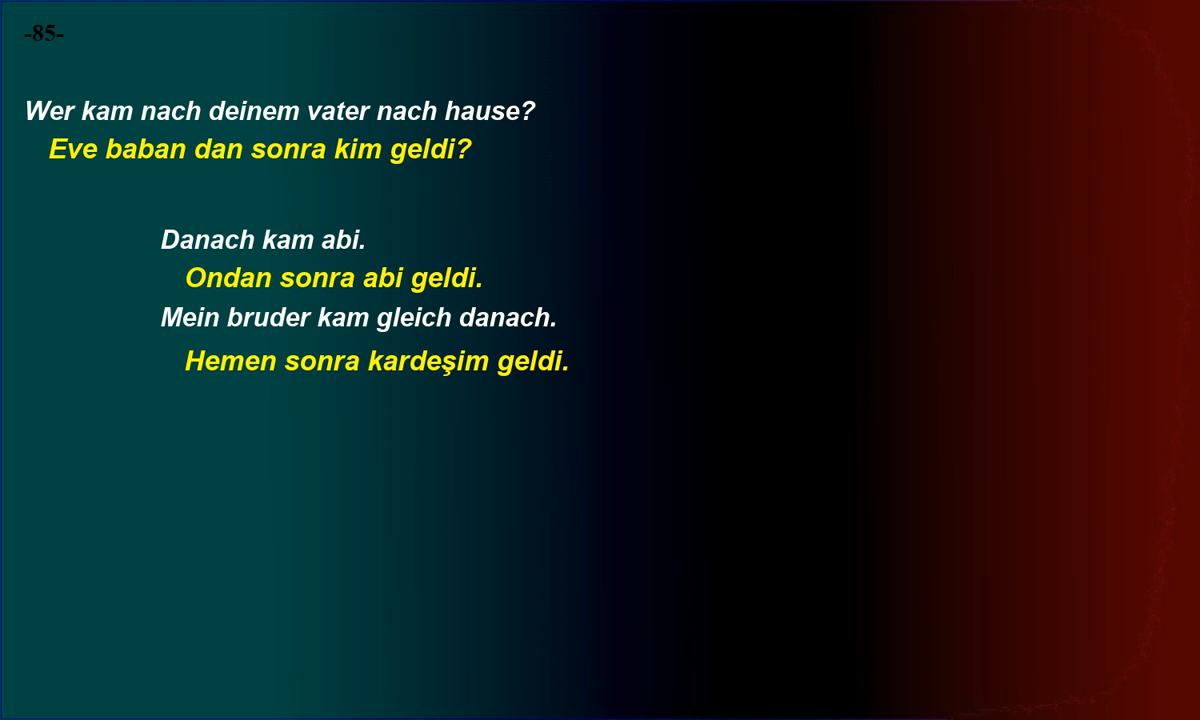 -85-
Wer kam nach deinem vater nach hause?
Eve baban dan sonra kim geldi?
Danach kam abi.
Ondan sonra abi geldi.
Mein bruder kam gleich danach.
Hemen sonra kardeşim geldi.